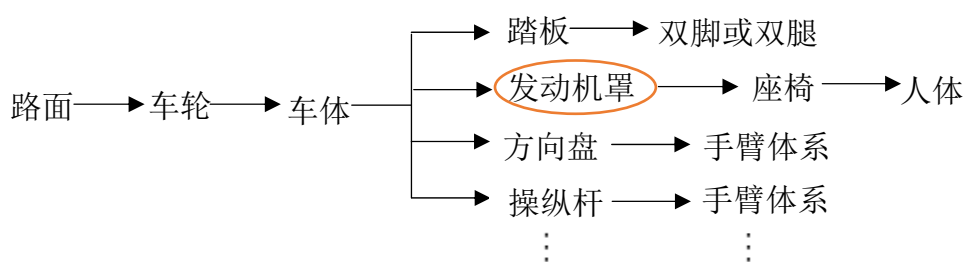 踏板 双脚或双腿
路面 车轮 车体 发动机罩 座椅 人体
方向盘 手臂体系
操纵杆 手臂体系